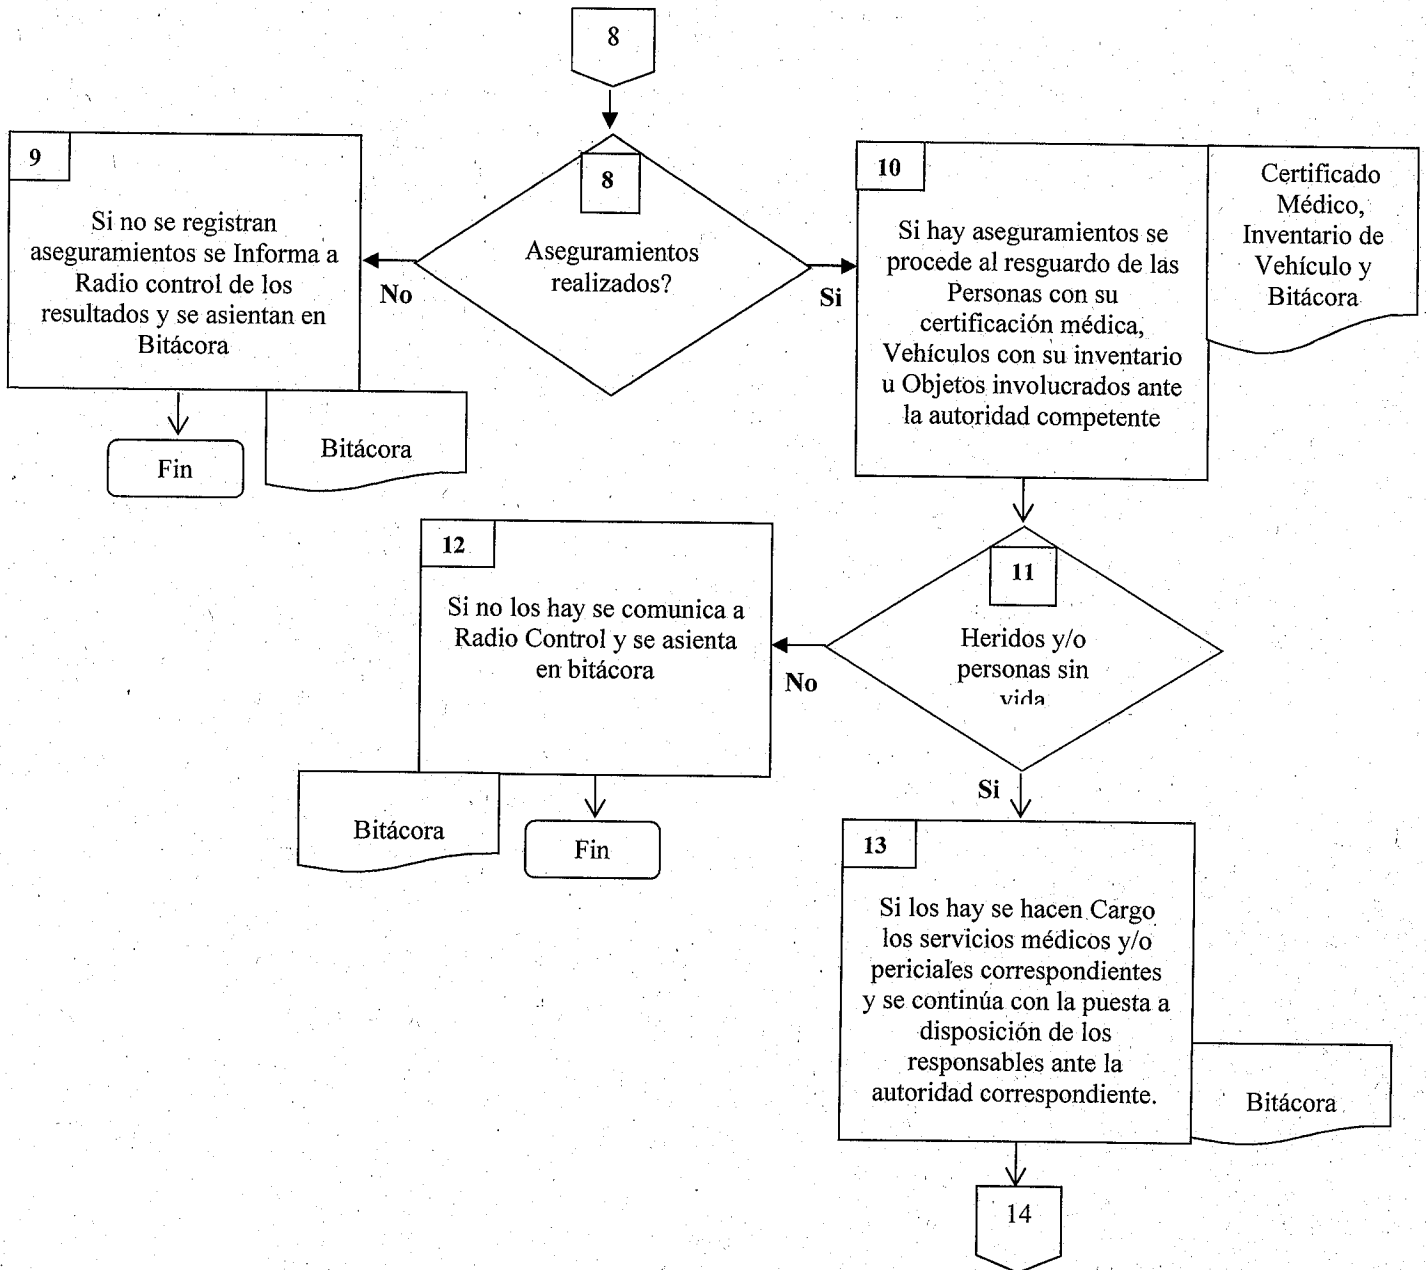 8
8
Aseguramientos
realizados?
No
Si
9
Si no se registran
aseguramientos se Informa a
Radio control de los
resultados y se asientan en
Bitácora
Bitácora
Fin
10
Si hay aseguramientos se
procede al resguardo de las
Personas con su
certificación médica,
Vehículos con su inventario
u Objetos involucrados ante
la autoridad competente
Certificado
Médico,
Inventario de
Vehículo y
Bitácora
11
Heridos y/o
personas sin
vida
No
Si
12
Si no los hay se comunica a
Radio Control y se asienta
en bitácora
Bitácora
Fin
13
Si los hay se hacen Cargo
los servicios médicos y/o
periciales correspondientes
y se continúa con la puesta a
disposición de los
responsables ante la
autoridad correspondiente.
Bitácora
14